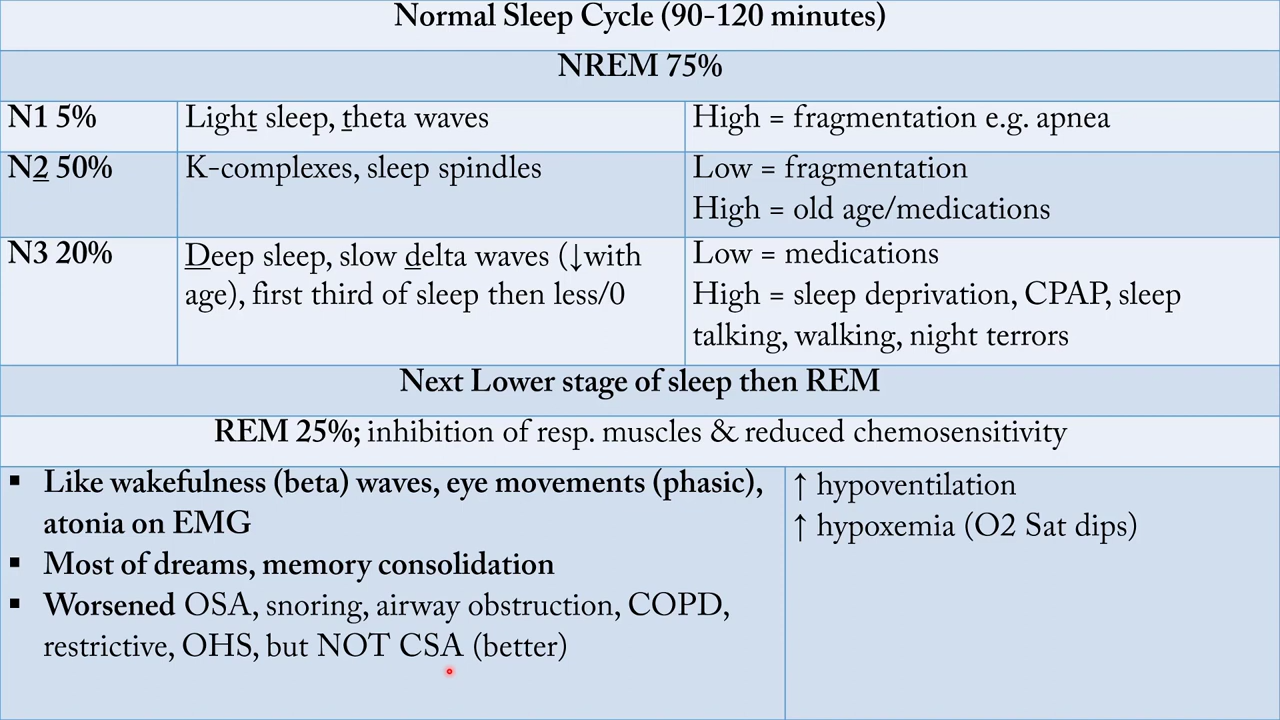 Normal Sleep Cycle (90-120 minutes)
NREM 75%
N1 5%
Light sleep, theta waves
High = fragmentation e.g. apnea
N2 50%
K-complexes, sleep spindles
Low = fragmentation
High = old age/medications
N3 20%
Deep sleep, slow delta waves (↓with
age), first third of sleep then less/0
Low = medications
High = sleep deprivation, CPAP, sleep
talking, walking, night terrors
Next Lower stage of sleep then REM
REM 25%; inhibition of resp. muscles & reduced chemosensitivity
▪ Like wakefulness (beta) waves, eye movements (phasic),
atonia on EMG
▪ Most of dreams, memory consolidation
▪ Worsened OSA, snoring, airway obstruction, COPD,
restrictive, OHS, but NOT CSA (better)
↑ hypoventilation
↑ hypoxemia (O2 Sat dips)